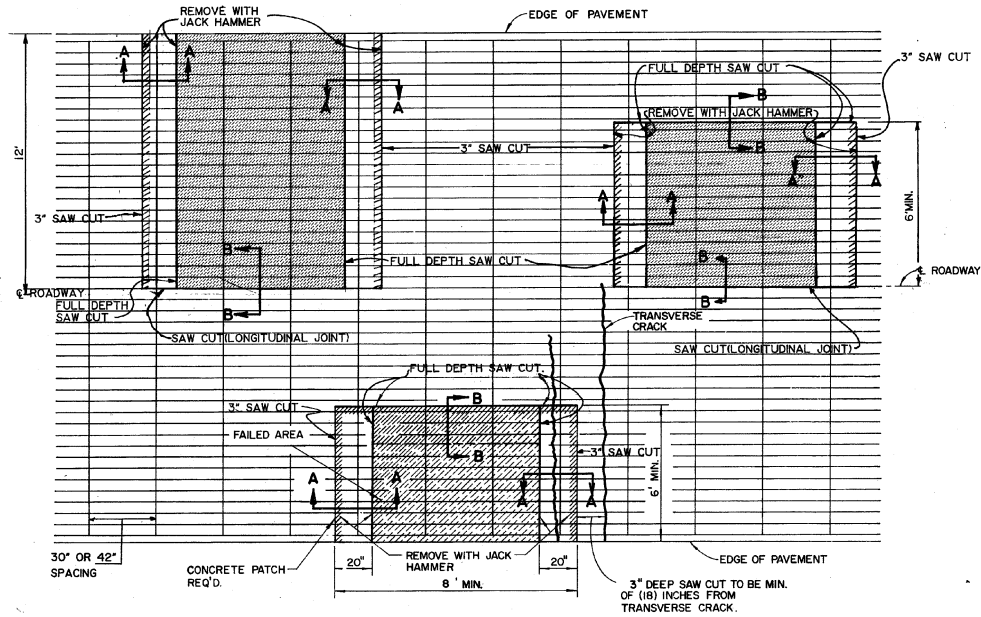 REMOVE WITH
JACK HAMMER
EDGE OF PAVEMENT
A
A
A
A
FULL DEPTH SAW CUT
3" SAW CUT
B
REMOVE WITH JACK HAMMER
B
12'
3" SAW CUT
A
A
A
A
6' MIN.
3" SAW CUT
B
B
FULL DEPTH SAW CUT
B
B
℄ ROADWAY
℄ ROADWAY
FULL DEPTH
SAW CUT
SAW CUT (LONGITUDINAL JOINT)
TRANSVERSE
CRACK
SAW CUT (LONGITUDINAL JOINT)
FULL DEPTH SAW CUT.
3" SAW CUT
B
FAILED AREA
B
3" SAW CUT
A
A
A
A
6' MIN.
30" OR 42"
SPACING
CONCRETE PATCH
REQ'D.
20"
REMOVE WITH JACK
HAMMER
20"
8' MIN.
EDGE OF PAVEMENT
3" DEEP SAW CUT TO BE MIN.
OF (18) INCHES FROM
TRANSVERSE CRACK.